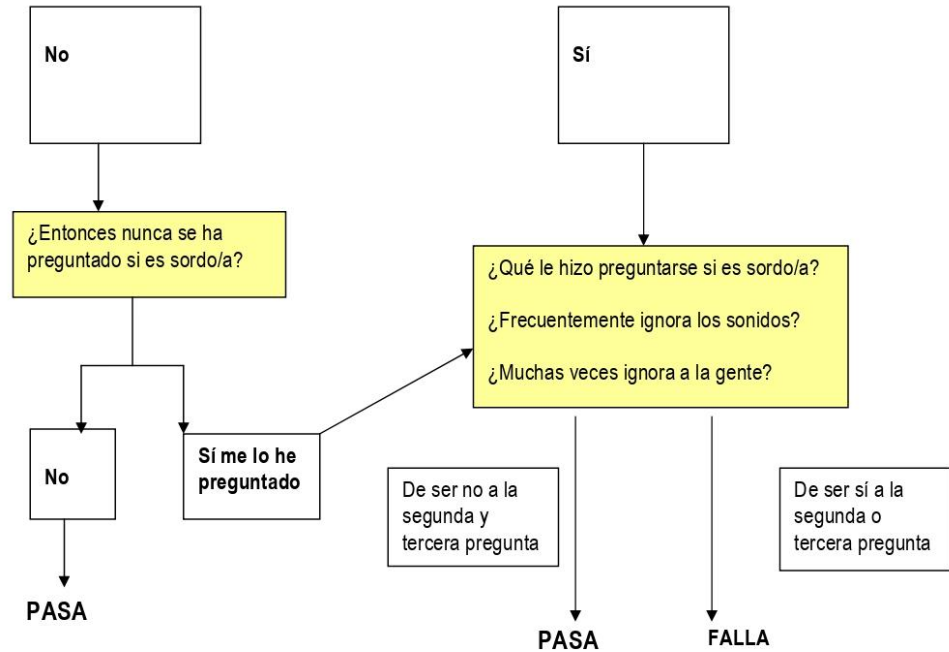 No
Sí
¿Entonces nunca se ha
preguntado si es sordo/a?
¿Qué le hizo preguntarse si es sordo/a?
¿Frecuentemente ignora los sonidos?
¿Muchas veces ignora a la gente?
No
Sí me lo he
preguntado
De ser no a la
segunda y
tercera pregunta
De ser sí a la
segunda o
tercera pregunta
PASA
PASA
FALLA